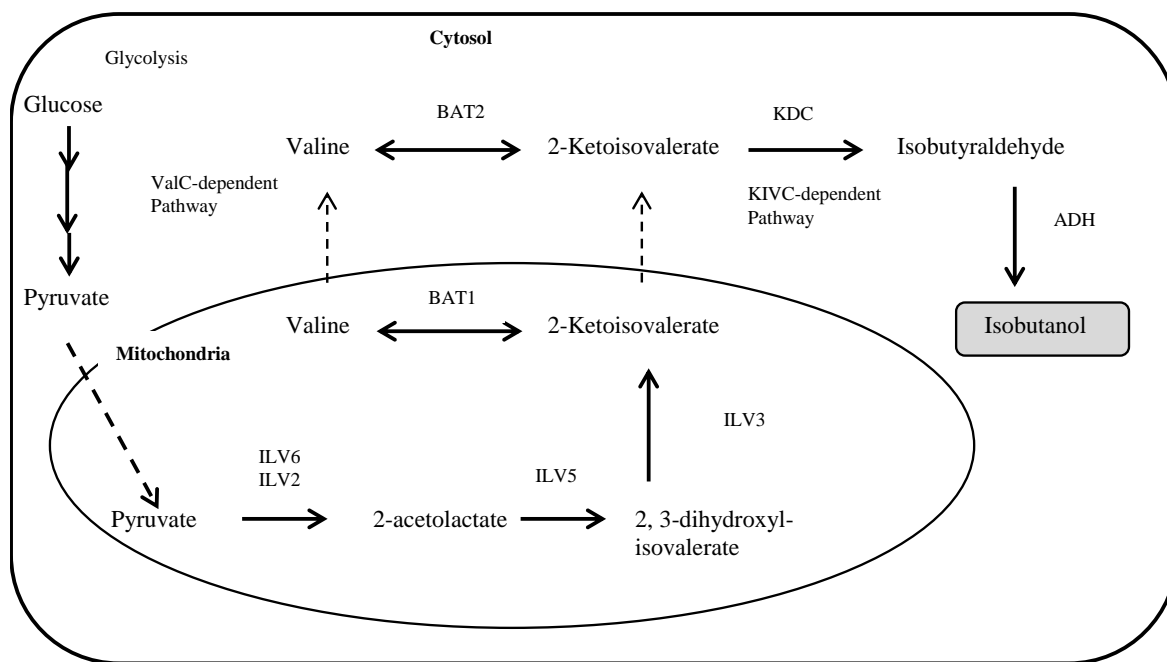 Cytosol
Glycolysis
Glucose
BAT2
KDC
Valine
2-Ketoisovalerate
Isobutyraldehyde
ValC-dependent
Pathway
KIVC-dependent
Pathway
ADH
Pyruvate
BAT1
Valine
2-Ketoisovalerate
Isobutanol
Mitochondria
ILV3
ILV6
ILV2
ILV5
Pyruvate
2-acetolactate
2, 3-dihydroxyl-
isovalerate